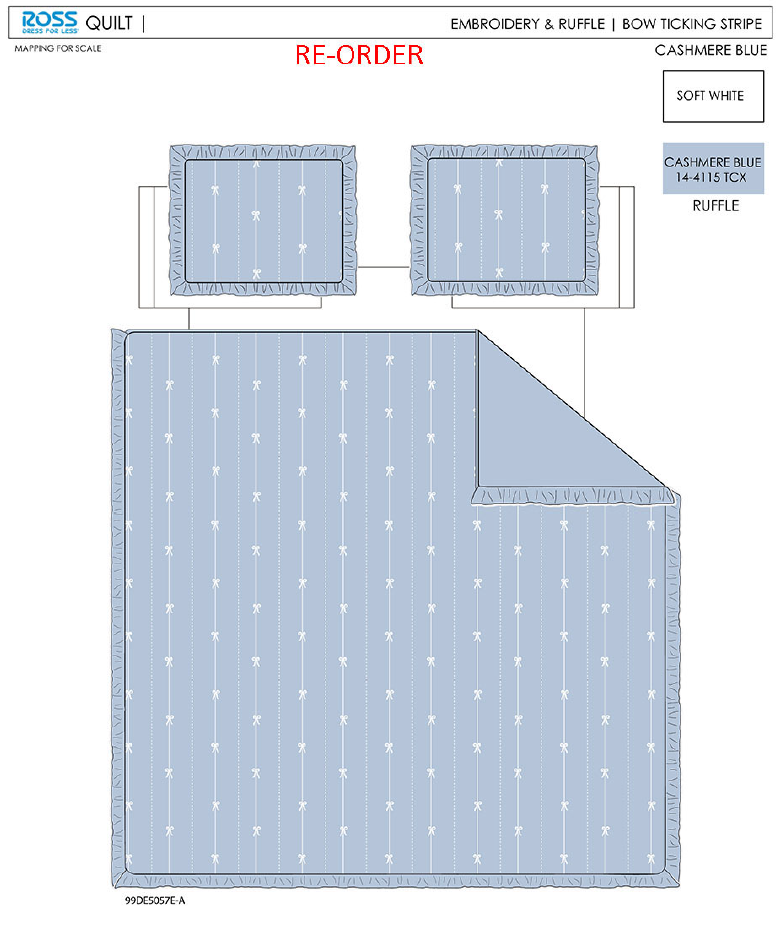 ROSS
DRESS FOR LESS®
QUILT |
EMBROIDERY & RUFFLE | BOW TICKING STRIPE
MAPPING FOR SCALE
RE-ORDER
CASHMERE BLUE
SOFT WHITE
CASHMERE BLUE
14-4115 TCX
RUFFLE
99DE5057E-A